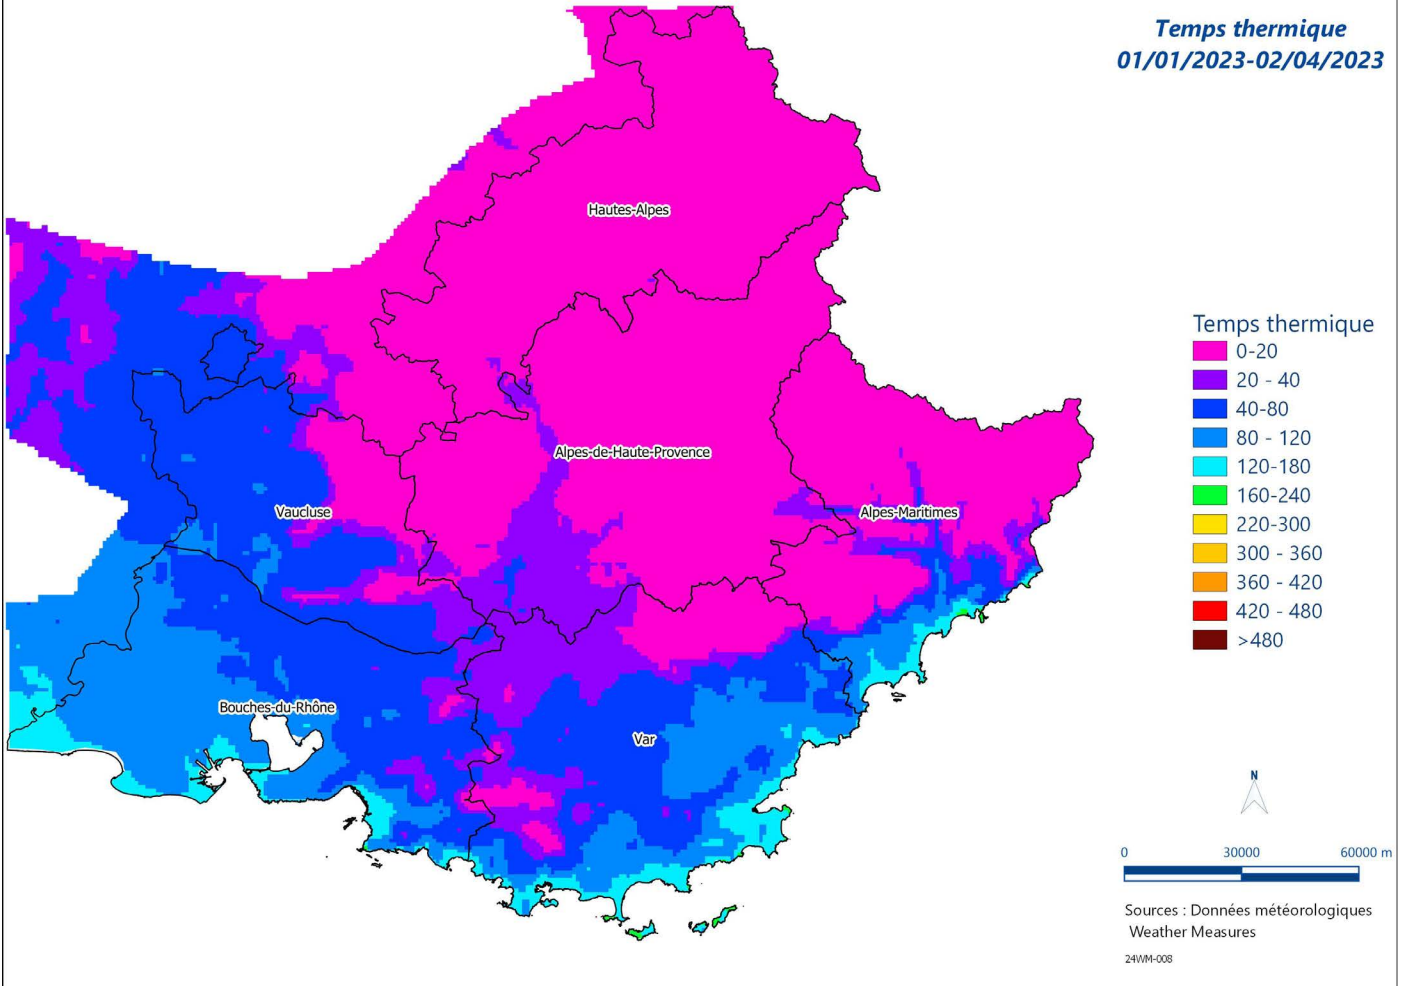 Temps thermique
01/01/2023-02/04/2023
Hautes-Alpes
Alpes-de-Haute-Provence
Vaucluse
Alpes-Maritimes
Bouches-du-Rhône
Var
Temps thermique
0-20
20 - 40
40-80
80 - 120
120-180
160-240
220-300
300 - 360
360 - 420
420 - 480
>480
N
0 30000 60000 m
Sources : Données météorologiques
Weather Measures
24WM-008